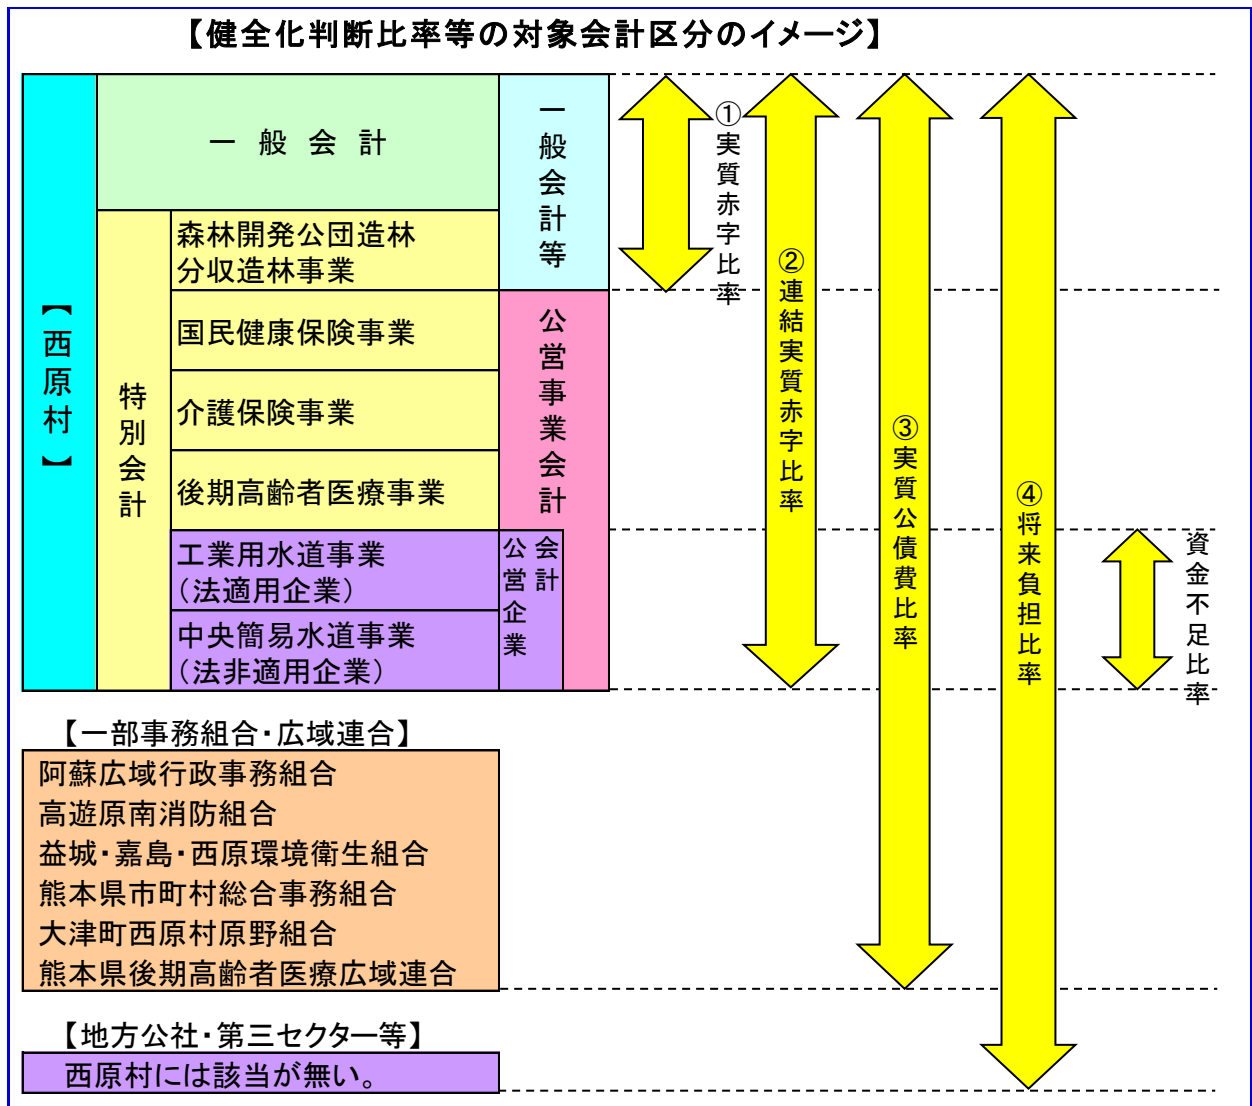 【健全化判断比率等の対象会計区分のイメージ】
【西原村】
一般会計
一般会計等
特別会計
森林開発公団造林
分収造林事業
国民健康保険事業
介護保険事業
後期高齢者医療事業
公営事業会計
工業用水道事業
（法適用企業）
中央簡易水道事業
（法非適用企業）
公営企業
会計
①実質赤字比率
②連結実質赤字比率
③実質公債費比率
④将来負担比率
資金不足比率
【一部事務組合・広域連合】
阿蘇広域行政事務組合
高遊原南消防組合
益城・嘉島・西原環境衛生組合
熊本県市町村総合事務組合
大津町西原村原野組合
熊本県後期高齢者医療広域連合
【地方公社・第三セクター等】
西原村には該当が無い。